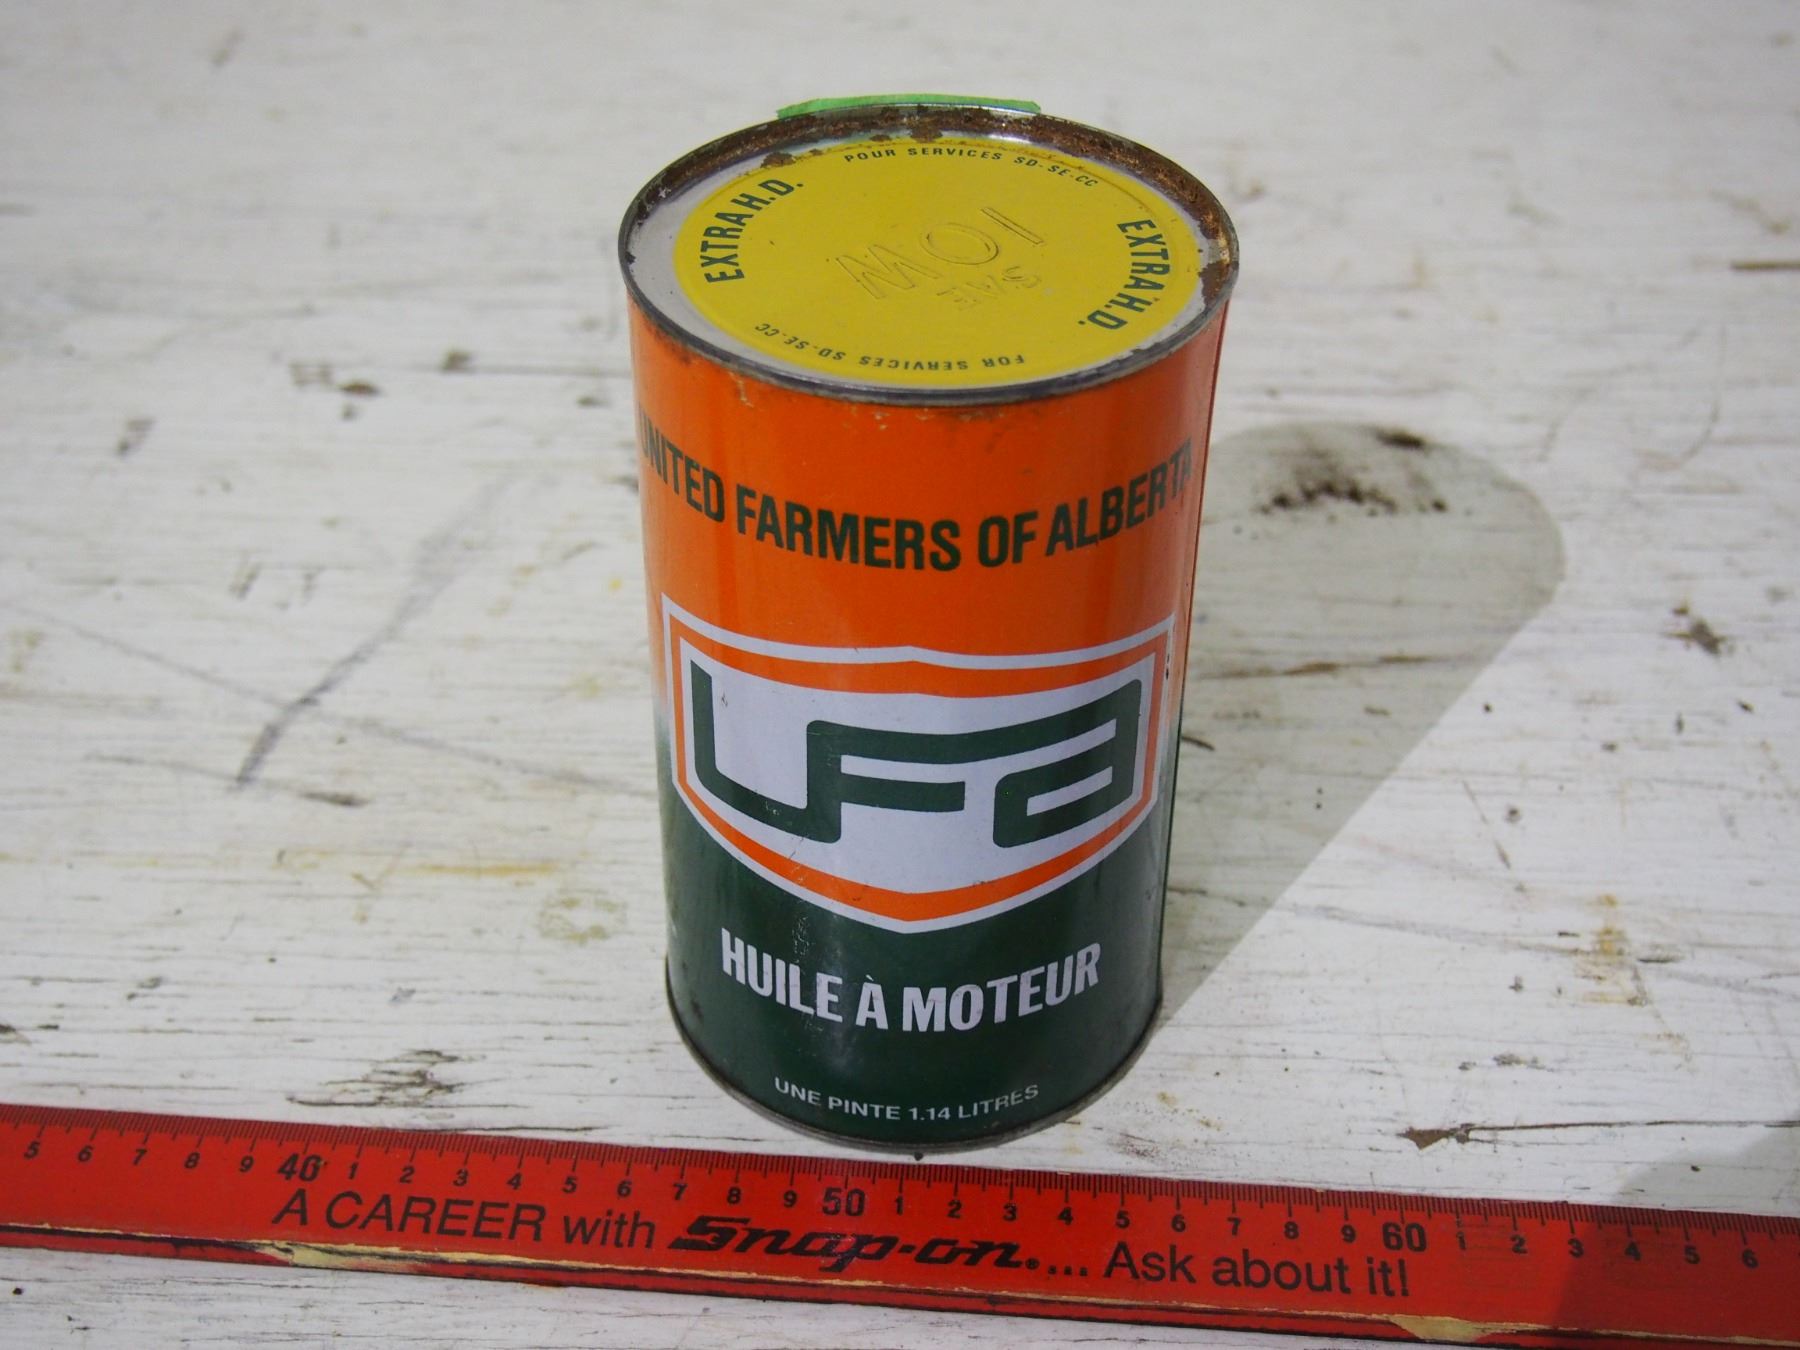 POUR SERVICES SD-SE-CC
EXTRA H.D.
EXTRA H.D.
SAE
10W
FOR SERVICES SD-SE-CC
UNITED FARMERS OF ALBERTA
UFA
HUILE À MOTEUR
UNE PINTE 1.14 LITRES
5 6 7 8 9 40 1 2 3 4 5 6 7 8 9 50 1 2 3 4 5 6 7 8 9 60 1 2 3 4 5 6
A CAREER with Snap-on®... Ask about it!